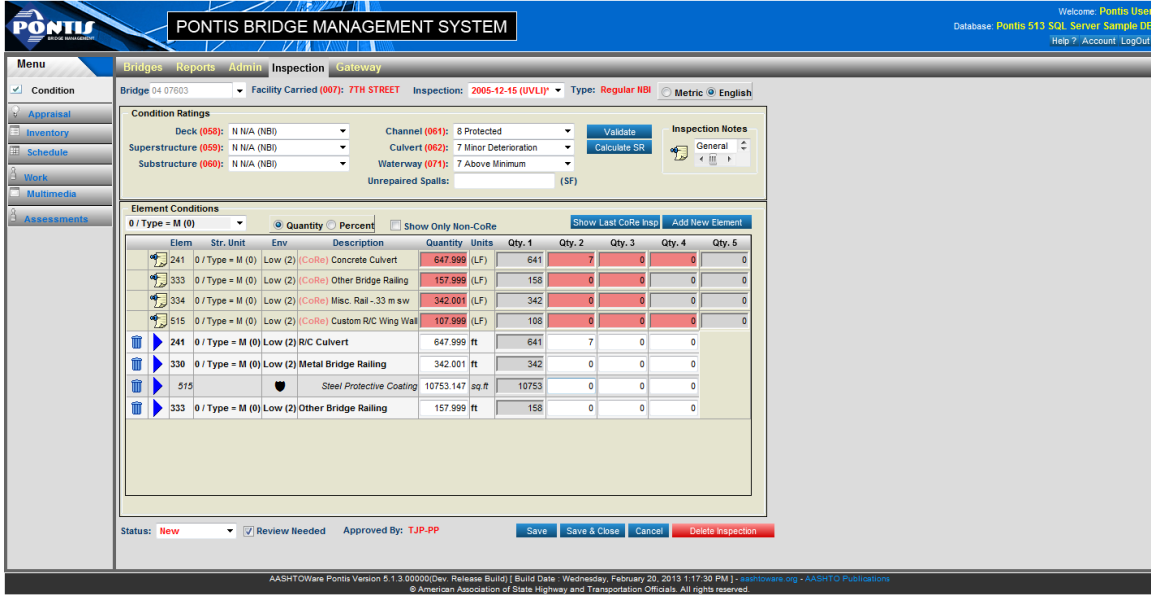 PONTIS
BRIDGE MANAGEMENT
PONTIS BRIDGE MANAGEMENT SYSTEM
Welcome: Pontis User
Database: Pontis 513 SQL Server Sample DB
Help ? Account LogOut
Menu
Bridges Reports Admin Inspection Gateway
Condition
Appraisal
Inventory
Schedule
Work
Multimedia
Assessments
Bridge 04 07603 Facility Carried (007): 7TH STREET Inspection: 2005-12-15 (UVLI)* Type: Regular NBI Metric English
Condition Ratings
Deck (058): N N/A (NBI) Channel (061): 8 Protected Validate Inspection Notes
Superstructure (059): N N/A (NBI) Culvert (062): 7 Minor Deterioration Calculate SR General
Substructure (060): N N/A (NBI) Waterway (071): 7 Above Minimum
Unrepaired Spalls: (SF)
Element Conditions
0 / Type = M (0) Quantity Percent Show Only Non-CoRe Show Last CoRe Insp Add New Element
Elem Str. Unit Env Description Quantity Units Qty. 1 Qty. 2 Qty. 3 Qty. 4 Qty. 5
241 0 / Type = M (0) Low (2) (CoRe) Concrete Culvert 647.999 (LF) 641 7 0 0 0
333 0 / Type = M (0) Low (2) (CoRe) Other Bridge Railing 157.999 (LF) 158 0 0 0 0
334 0 / Type = M (0) Low (2) (CoRe) Misc. Rail -.33 m sw 342.001 (LF) 342 0 0 0 0
515 0 / Type = M (0) Low (2) (CoRe) Custom R/C Wing Wall 107.999 (LF) 108 0 0 0 0
241 0 / Type = M (0) Low (2) R/C Culvert 647.999 ft 641 7 0 0
330 0 / Type = M (0) Low (2) Metal Bridge Railing 342.001 ft 342 0 0 0
515 Steel Protective Coating 10753.147 sq.ft 10753 0 0 0
333 0 / Type = M (0) Low (2) Other Bridge Railing 157.999 ft 158 0 0 0
Status: New Review Needed Approved By: TJP-PP Save Save & Close Cancel Delete Inspection
AASHTOWare Pontis Version 5.1.3.00000(Dev. Release Build) [ Build Date : Wednesday, February 20, 2013 1:17:30 PM ] - aashtoware.org - AASHTO Publications
© American Association of State Highway and Transportation Officials. All rights reserved.